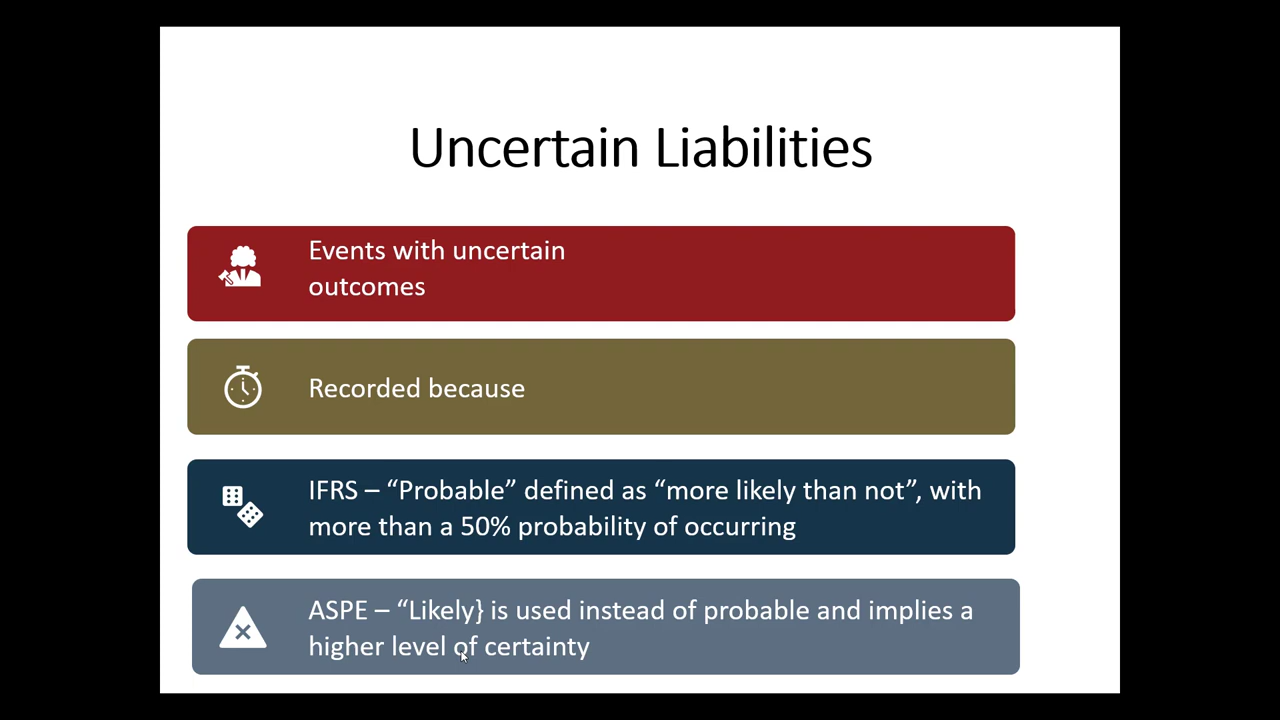 Uncertain Liabilities
Events with uncertain
outcomes
Recorded because
IFRS – “Probable” defined as “more likely than not”, with
more than a 50% probability of occurring
ASPE – “Likely} is used instead of probable and implies a
higher level of certainty